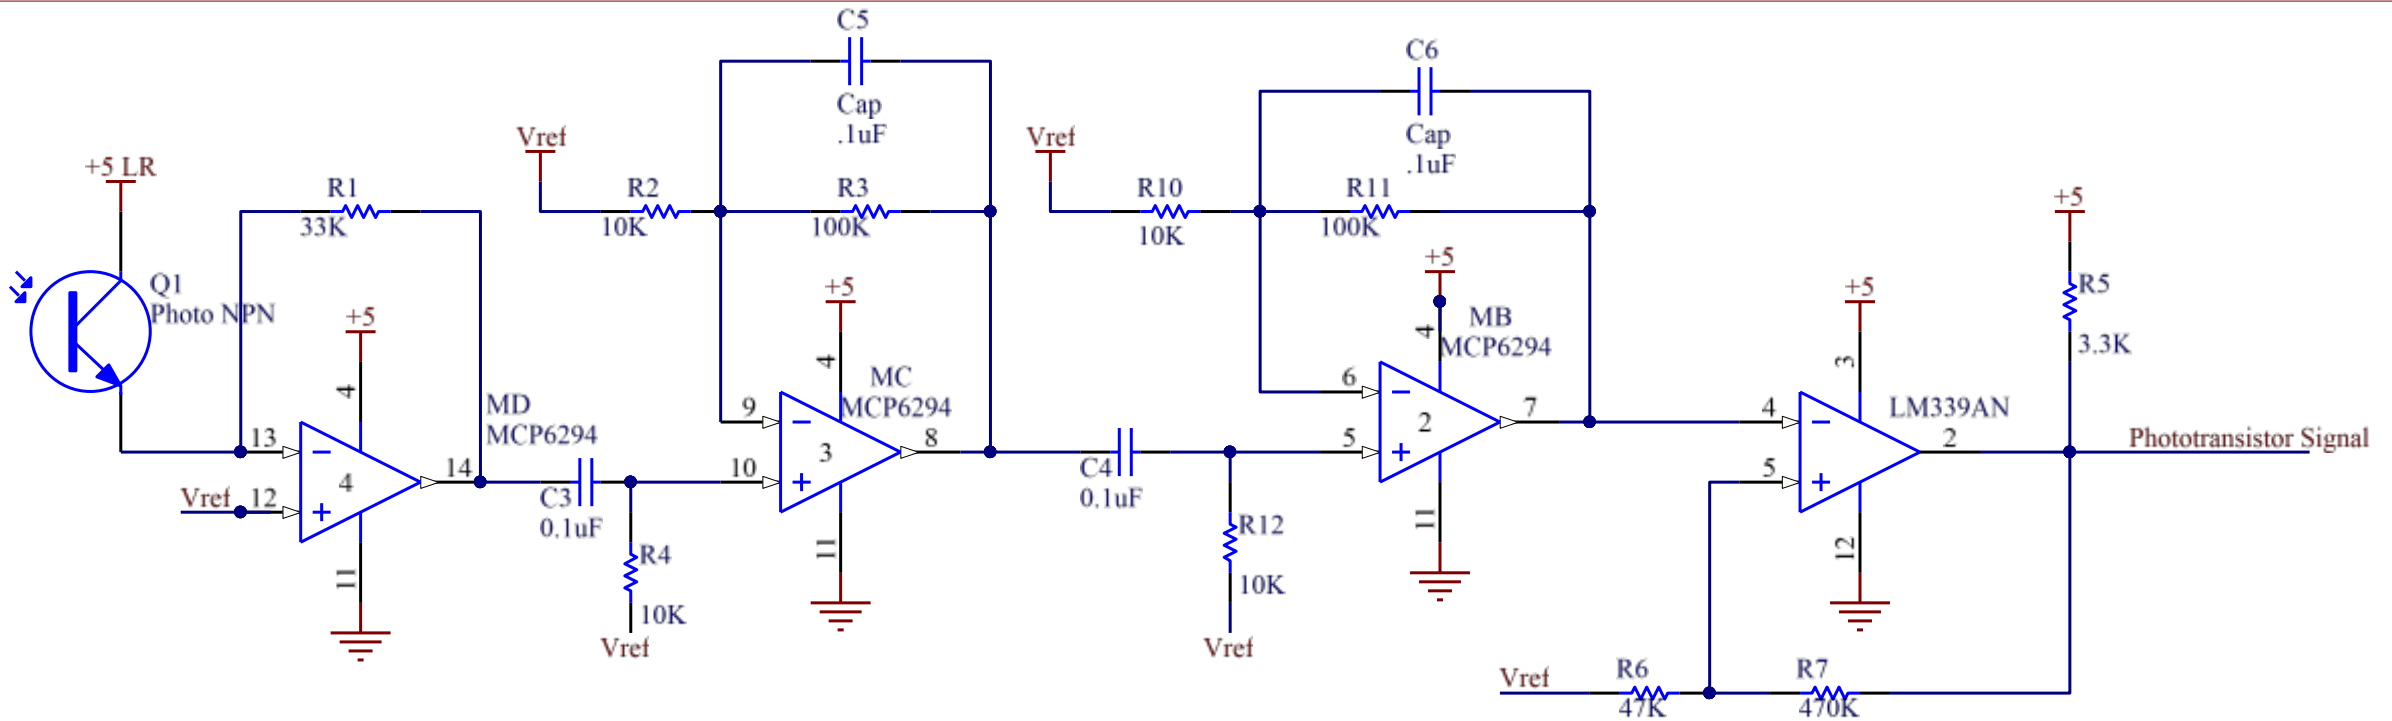 C5
Cap
.1uF
C6
Cap
.1uF
Vref
Vref
+5 LR
R1
33K
R2
10K
R3
100K
R10
10K
R11
100K
+5
R5
3.3K
Q1
Photo NPN
+5
+5
+5
+5
4
4
4
3
MD
MCP6294
MC
MCP6294
MB
MCP6294
LM339AN
13
Vref 12
4
14
11
C3
0.1uF
R4
10K
Vref
9
10
3
8
11
C4
0.1uF
R12
10K
Vref
6
5
2
7
11
4
5
2
12
Phototransistor Signal
Vref
R6
47K
R7
470K